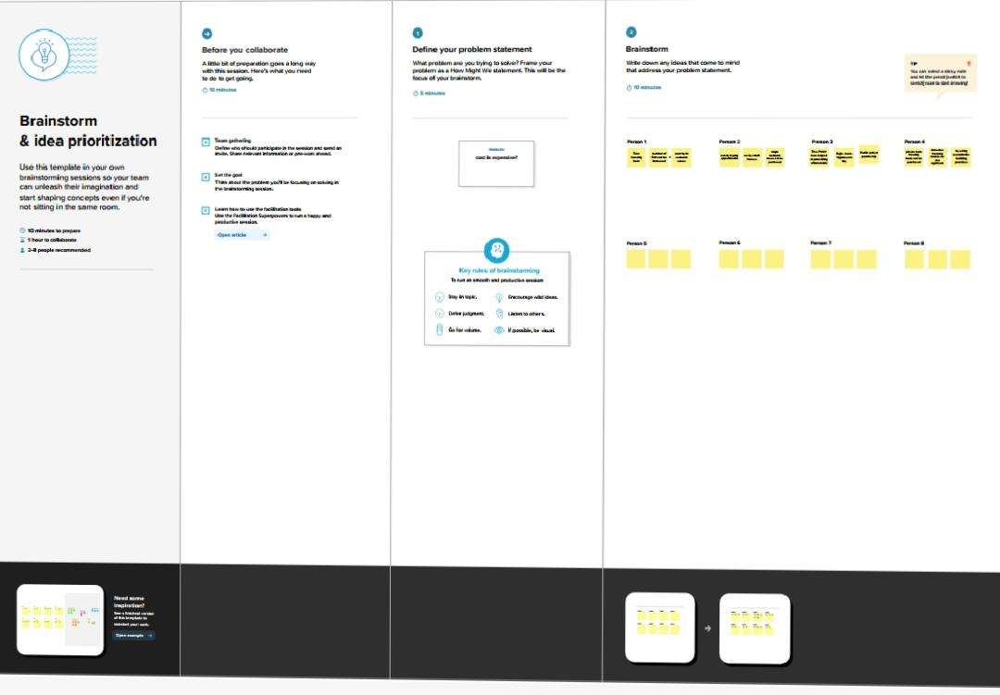 Brainstorm
& idea prioritization
Use this template in your own
brainstorming sessions so your team
can unleash their imagination and
start shaping concepts even if you're
not sitting in the same room.
10 minutes to prepare
1 hour to collaborate
2-8 people recommended
Need some
inspiration?
See a finished version
of this template to
kickstart your work.
Open example
Before you collaborate
A little bit of preparation goes a long way
with this session. Here's what you need
to do to get going.
10 minutes
Team gathering
Define who should participate in the session and send an
invite. Share relevant information or pre-work ahead.
Set the goal
Think about the problem you'll be focusing on solving in
the brainstorming session.
Learn how to use the facilitation tools
Use the Facilitation Superpowers to run a happy and
productive session.
Open article
1
Define your problem statement
What problem are you trying to solve? Frame your
problem as a How Might We statement. This will be the
focus of your brainstorm.
5 minutes
PROBLEM
cost is expensive?
Key rules of brainstorming
To run an smooth and productive session
Stay in topic.
Encourage wild ideas.
Defer judgment.
Listen to others.
Go for volume.
If possible, be visual.
2
Brainstorm
Write down any ideas that come to mind
that address your problem statement.
10 minutes
TIP
You can select a sticky note
and hit the pencil [switch to
sketch] icon to start drawing!
Person 1
Person 2
Person 3
Person 4
Person 5
Person 6
Person 7
Person 8